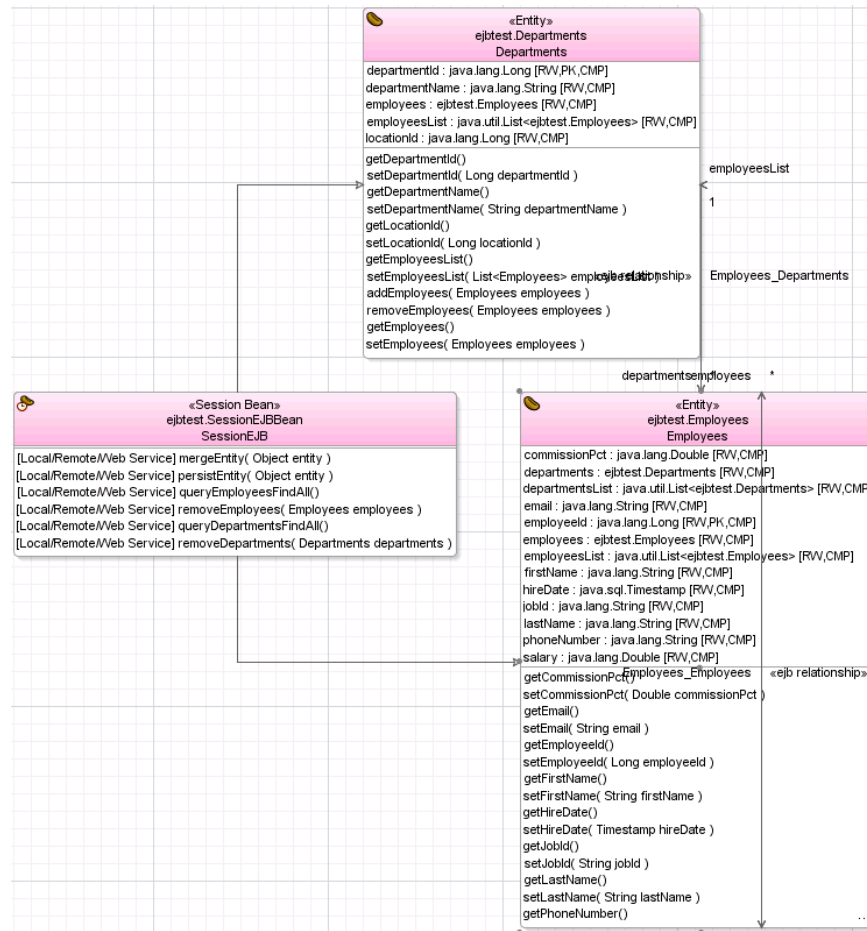 «Entity»
ejbtest.Departments
Departments
departmentId : java.lang.Long [RW,PK,CMP]
departmentName : java.lang.String [RW,CMP]
employees : ejbtest.Employees [RW,CMP]
employeesList : java.util.List<ejbtest.Employees> [RW,CMP]
locationId : java.lang.Long [RW,CMP]
getDepartmentId()
setDepartmentId( Long departmentId )
getDepartmentName()
setDepartmentName( String departmentName )
getLocationId()
setLocationId( Long locationId )
getEmployeesList()
setEmployeesList( List<Employees> employeesList )
addEmployees( Employees employees )
removeEmployees( Employees employees )
getEmployees()
setEmployees( Employees employees )
employeesList
1
«ejb relationship»
Employees_Departments
departments
employees
*
*
«Session Bean»
ejbtest.SessionEJBBean
SessionEJB
[Local/Remote/Web Service] mergeEntity( Object entity )
[Local/Remote/Web Service] persistEntity( Object entity )
[Local/Remote/Web Service] queryEmployeesFindAll()
[Local/Remote/Web Service] removeEmployees( Employees employees )
[Local/Remote/Web Service] queryDepartmentsFindAll()
[Local/Remote/Web Service] removeDepartments( Departments departments )
«Entity»
ejbtest.Employees
Employees
commissionPct : java.lang.Double [RW,CMP]
departments : ejbtest.Departments [RW,CMP]
departmentsList : java.util.List<ejbtest.Departments> [RW,CMP
email : java.lang.String [RW,CMP]
employeeId : java.lang.Long [RW,PK,CMP]
employees : ejbtest.Employees [RW,CMP]
employeesList : java.util.List<ejbtest.Employees> [RW,CMP]
firstName : java.lang.String [RW,CMP]
hireDate : java.sql.Timestamp [RW,CMP]
jobId : java.lang.String [RW,CMP]
lastName : java.lang.String [RW,CMP]
phoneNumber : java.lang.String [RW,CMP]
salary : java.lang.Double [RW,CMP]
Employees_Employees
«ejb relationship»
getCommissionPct()
setCommissionPct( Double commissionPct )
getEmail()
setEmail( String email )
getEmployeeId()
setEmployeeId( Long employeeId )
getFirstName()
setFirstName( String firstName )
getHireDate()
setHireDate( Timestamp hireDate )
getJobId()
setJobId( String jobId )
getLastName()
setLastName( String lastName )
getPhoneNumber()
...